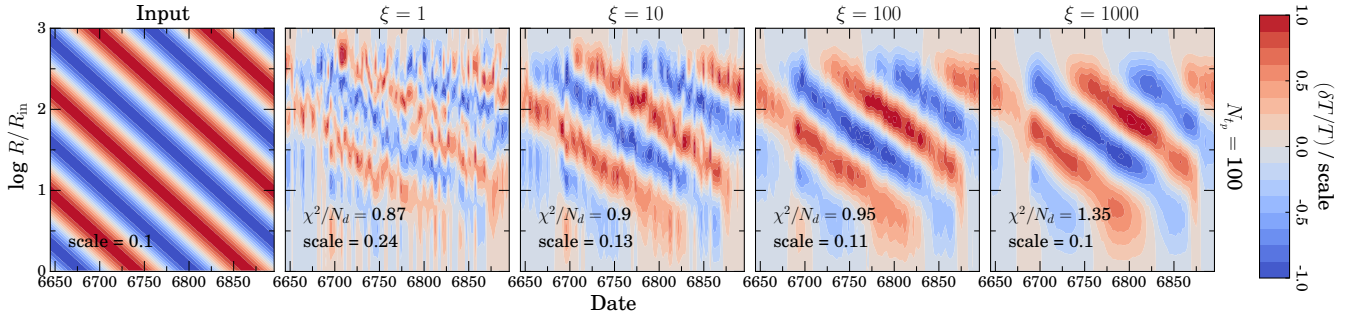 Input
ξ = 1
ξ = 10
ξ = 100
ξ = 1000
log R/R_in
3
2
1
0
scale = 0.1
χ²/N_d = 0.87
scale = 0.24
χ²/N_d = 0.9
scale = 0.13
χ²/N_d = 0.95
scale = 0.11
χ²/N_d = 1.35
scale = 0.1
6650 6700 6750 6800 6850
6650 6700 6750 6800 6850
6650 6700 6750 6800 6850
6650 6700 6750 6800 6850
6650 6700 6750 6800 6850
Date
N_{t_p} = 100
1.0
0.5
0.0
-0.5
-1.0
(δT/T) / scale